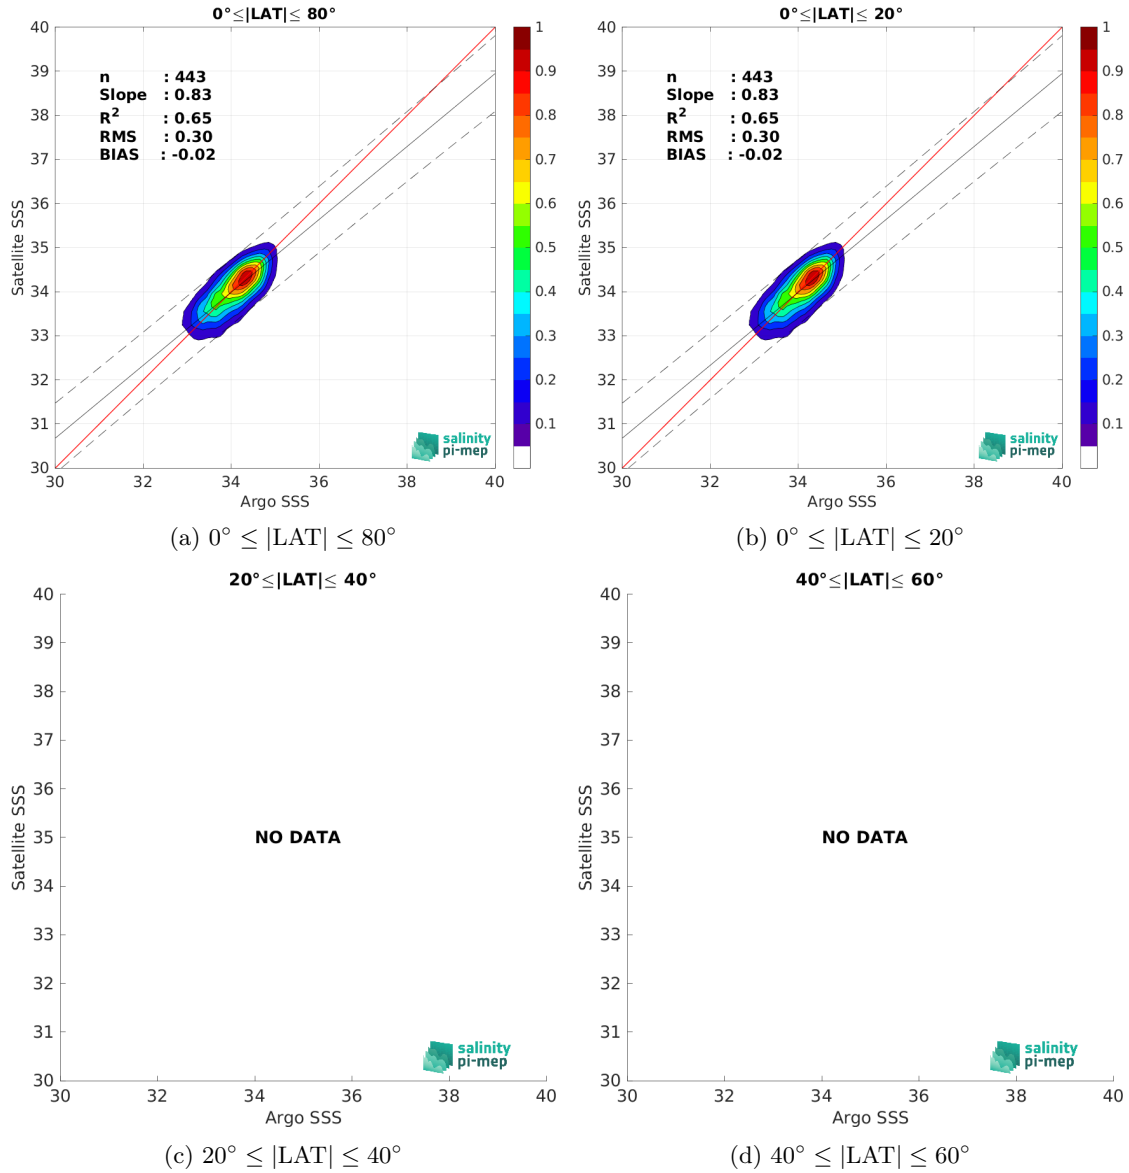 0°≤|LAT|≤ 80°
40
39
38
37
36
35
34
33
32
31
30
Satellite SSS
n : 443
Slope : 0.83
R² : 0.65
RMS : 0.30
BIAS : -0.02
salinity
pi-mep
30 32 34 36 38 40
Argo SSS
1
0.9
0.8
0.7
0.6
0.5
0.4
0.3
0.2
0.1
(a) 0° ≤ |LAT| ≤ 80°
0°≤|LAT|≤ 20°
40
39
38
37
36
35
34
33
32
31
30
Satellite SSS
n : 443
Slope : 0.83
R² : 0.65
RMS : 0.30
BIAS : -0.02
salinity
pi-mep
30 32 34 36 38 40
Argo SSS
1
0.9
0.8
0.7
0.6
0.5
0.4
0.3
0.2
0.1
(b) 0° ≤ |LAT| ≤ 20°
20°≤|LAT|≤ 40°
40
39
38
37
36
35
34
33
32
31
30
Satellite SSS
NO DATA
salinity
pi-mep
30 32 34 36 38 40
Argo SSS
(c) 20° ≤ |LAT| ≤ 40°
40°≤|LAT|≤ 60°
40
39
38
37
36
35
34
33
32
31
30
Satellite SSS
NO DATA
salinity
pi-mep
30 32 34 36 38 40
Argo SSS
(d) 40° ≤ |LAT| ≤ 60°